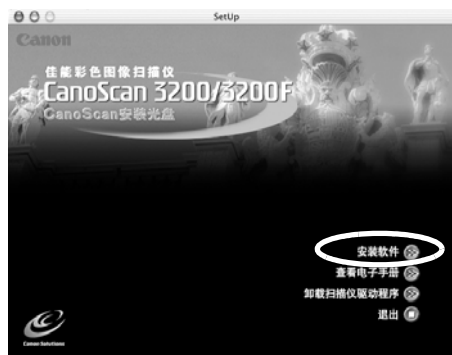 SetUp
Canon
佳能彩色图像扫描仪
CanoScan 3200/3200F
CanoScan安装光盘
安装软件
查看电子手册
卸载扫描仪驱动程序
退出
Canon Solutions